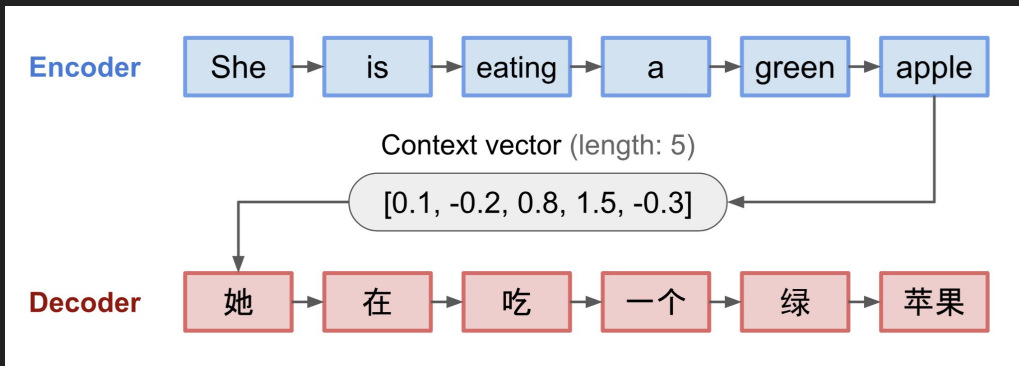 Encoder She is eating a green apple
Context vector (length: 5)
[0.1, -0.2, 0.8, 1.5, -0.3]
Decoder 她 在 吃 一个 绿 苹果